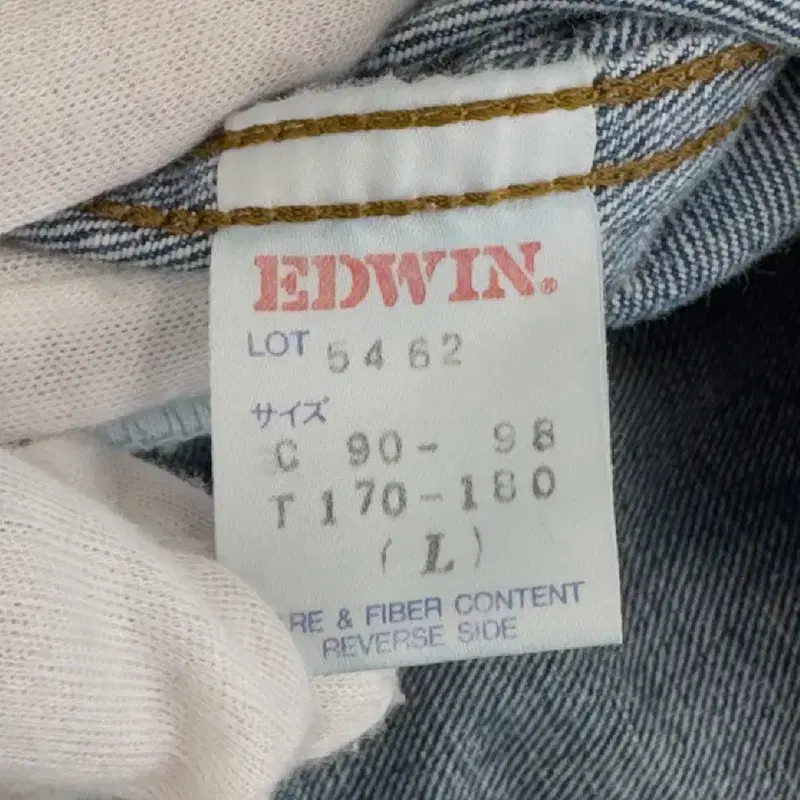 EDWIN.®
LOT 5462
サイズ
C 90- 98
T 170-180
(L)
RE & FIBER CONTENT
REVERSE SIDE